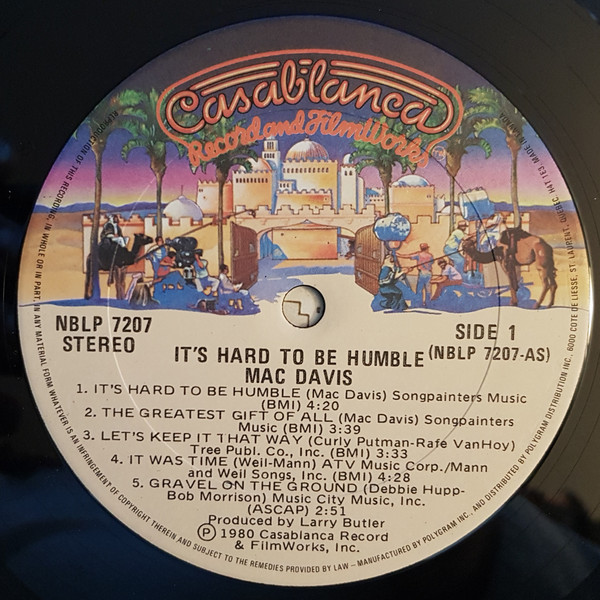 Casablanca
Record and FilmWorks
NBLP 7207
STEREO
SIDE 1
(NBLP 7207-AS)
IT'S HARD TO BE HUMBLE
MAC DAVIS
1. IT'S HARD TO BE HUMBLE (Mac Davis) Songpainters Music
(BMI) 4:20
2. THE GREATEST GIFT OF ALL (Mac Davis) Songpainters
Music (BMI) 3:39
3. LET'S KEEP IT THAT WAY (Curly Putman-Rafe VanHoy)
Tree Publ. Co., Inc. (BMI) 3:33
4. IT WAS TIME (Weil-Mann) ATV Music Corp./Mann
and Weil Songs, Inc. (BMI) 4:28
5. GRAVEL ON THE GROUND (Debbie Hupp-
Bob Morrison) Music City Music, Inc.
(ASCAP) 2:51
Produced by Larry Butler
Ⓟ 1980 Casablanca Record
& FilmWorks, Inc.
OF THIS RECORDING, IN WHOLE OR IN PART, IN ANY MATERIAL FORM WHATEVER IS AN INFRINGEMENT OF COPYRIGHT THEREIN AND SUBJECT TO THE REMEDIES PROVIDED BY LAW – MANUFACTURED BY POLYGRAM INC., AND DISTRIBUTED BY POLYGRAM DISTRIBUTION INC., 6000 COTE DE LIESSE, ST. LAURENT, QUEBEC